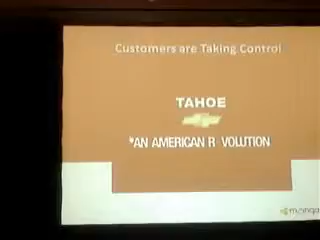 Customers are Taking Control
TAHOE
"AN AMERICAN R VOLUTION